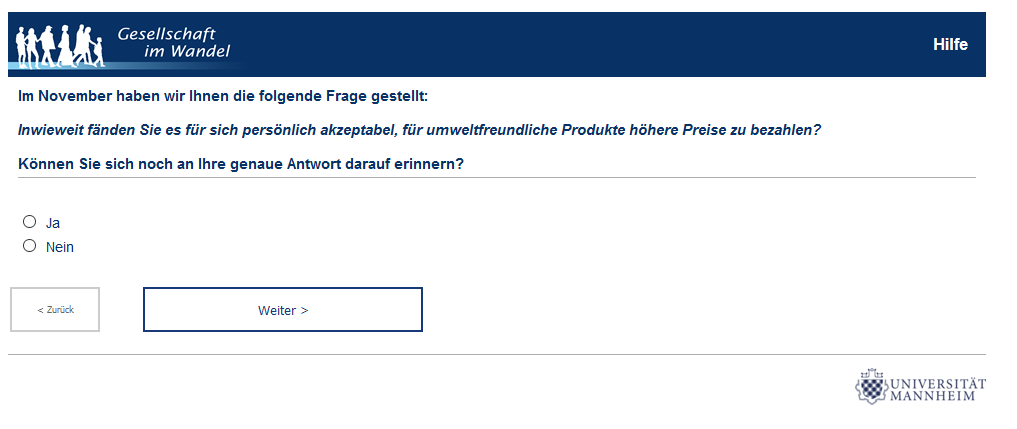 Gesellschaft
im Wandel
Hilfe
Im November haben wir Ihnen die folgende Frage gestellt:
Inwieweit fänden Sie es für sich persönlich akzeptabel, für umweltfreundliche Produkte höhere Preise zu bezahlen?
Können Sie sich noch an Ihre genaue Antwort darauf erinnern?
Ja
Nein
< Zurück
Weiter >
UNIVERSITÄT
MANNHEIM